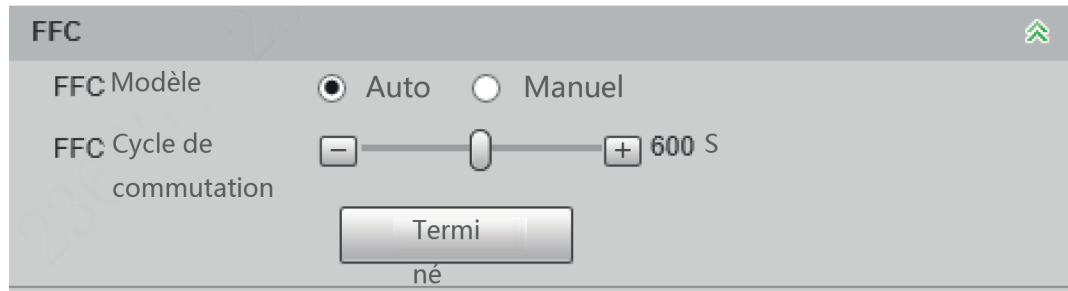 FFC
FFC Modèle Auto Manuel
FFC Cycle de - + 600 S
commutation
Termi
né